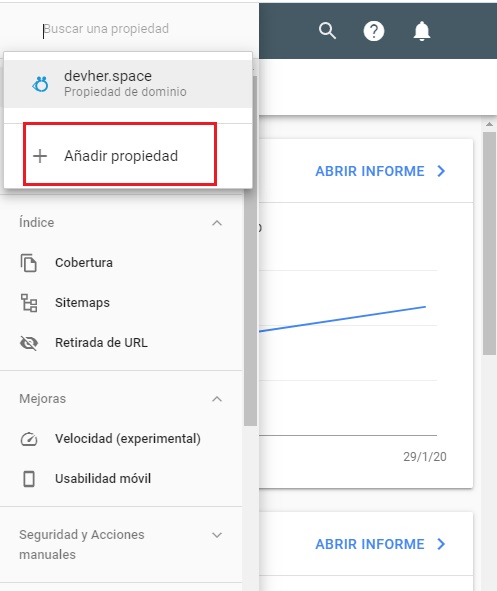 Buscar una propiedad
devher.space
Propiedad de dominio
Añadir propiedad
ABRIR INFORME
Índice
Cobertura
Sitemaps
Retirada de URL
Mejoras
Velocidad (experimental)
29/1/20
Usabilidad móvil
Seguridad y Acciones
manuales
ABRIR INFORME